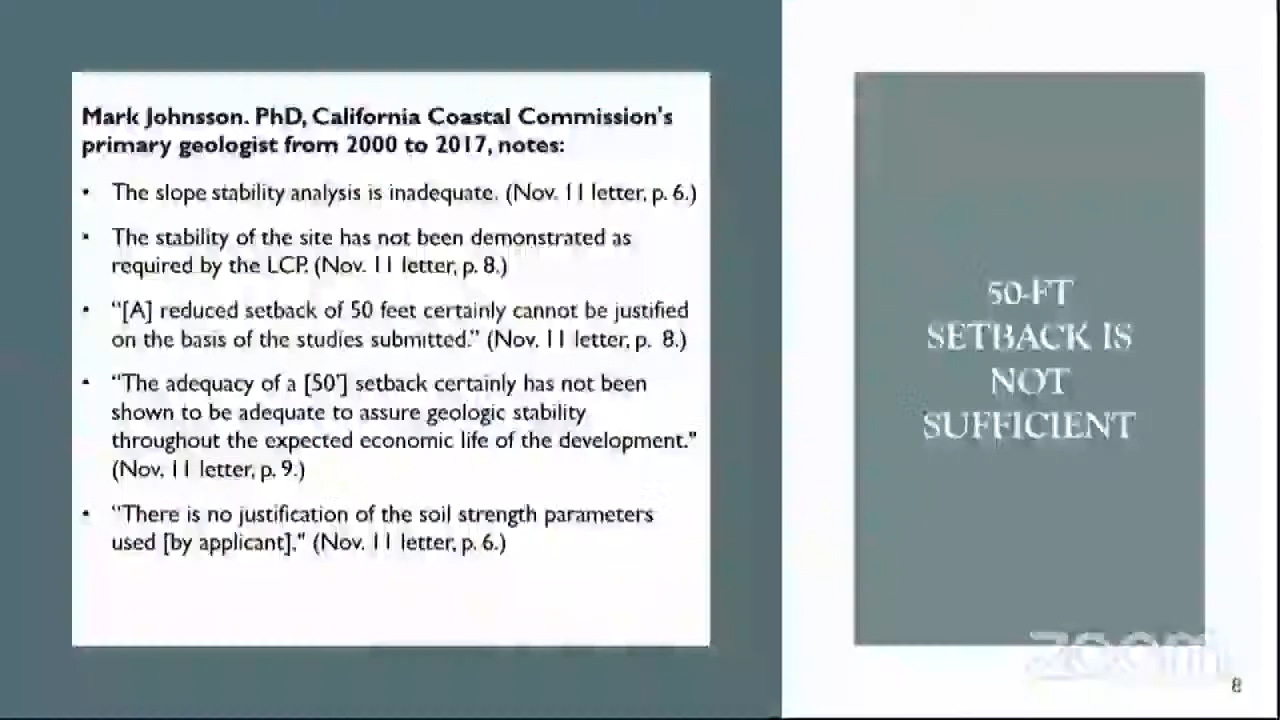 Mark Johnsson. PhD, California Coastal Commission's
primary geologist from 2000 to 2017, notes:
• The slope stability analysis is inadequate. (Nov. 11 letter, p. 6.)
• The stability of the site has not been demonstrated as
required by the LCP. (Nov. 11 letter, p. 8.)
• “[A] reduced setback of 50 feet certainly cannot be justified
on the basis of the studies submitted.” (Nov. 11 letter, p. 8.)
• “The adequacy of a [50'] setback certainly has not been
shown to be adequate to assure geologic stability
throughout the expected economic life of the development.”
(Nov. 11 letter, p. 9.)
• “There is no justification of the soil strength parameters
used [by applicant],” (Nov. 11 letter, p. 6.)
50-FT
SETBACK IS
NOT
SUFFICIENT
zoom
8